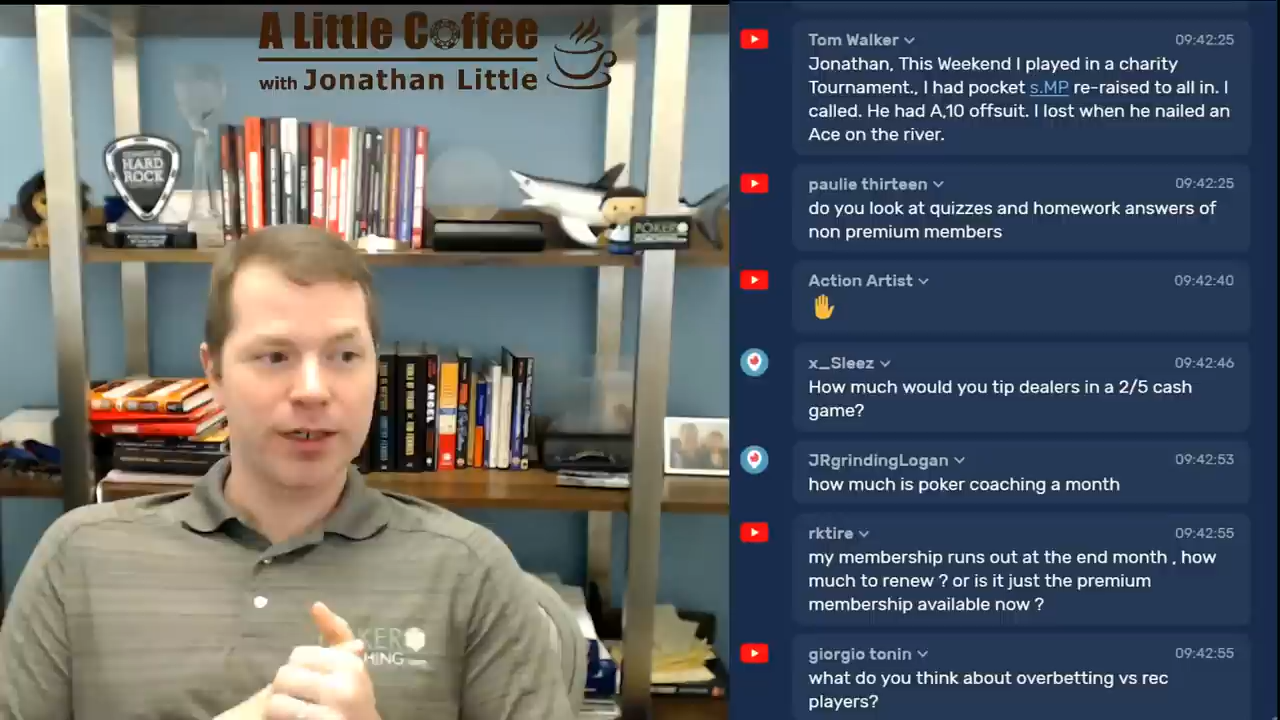 A Little Coffee
with Jonathan Little
HARD
ROCK
POKER
COACHING
ANGEL
KER
HING
Tom Walker
09:42:25
Jonathan, This Weekend I played in a charity
Tournament., I had pocket s.MP re-raised to all in. I
called. He had A,10 offsuit. I lost when he nailed an
Ace on the river.
paulie thirteen
09:42:25
do you look at quizzes and homework answers of
non premium members
Action Artist
09:42:40
x_Sleez
09:42:46
How much would you tip dealers in a 2/5 cash
game?
JRgrindingLogan
09:42:53
how much is poker coaching a month
rktire
09:42:55
my membership runs out at the end month , how
much to renew ? or is it just the premium
membership available now ?
giorgio tonin
09:42:55
what do you think about overbetting vs rec
players?